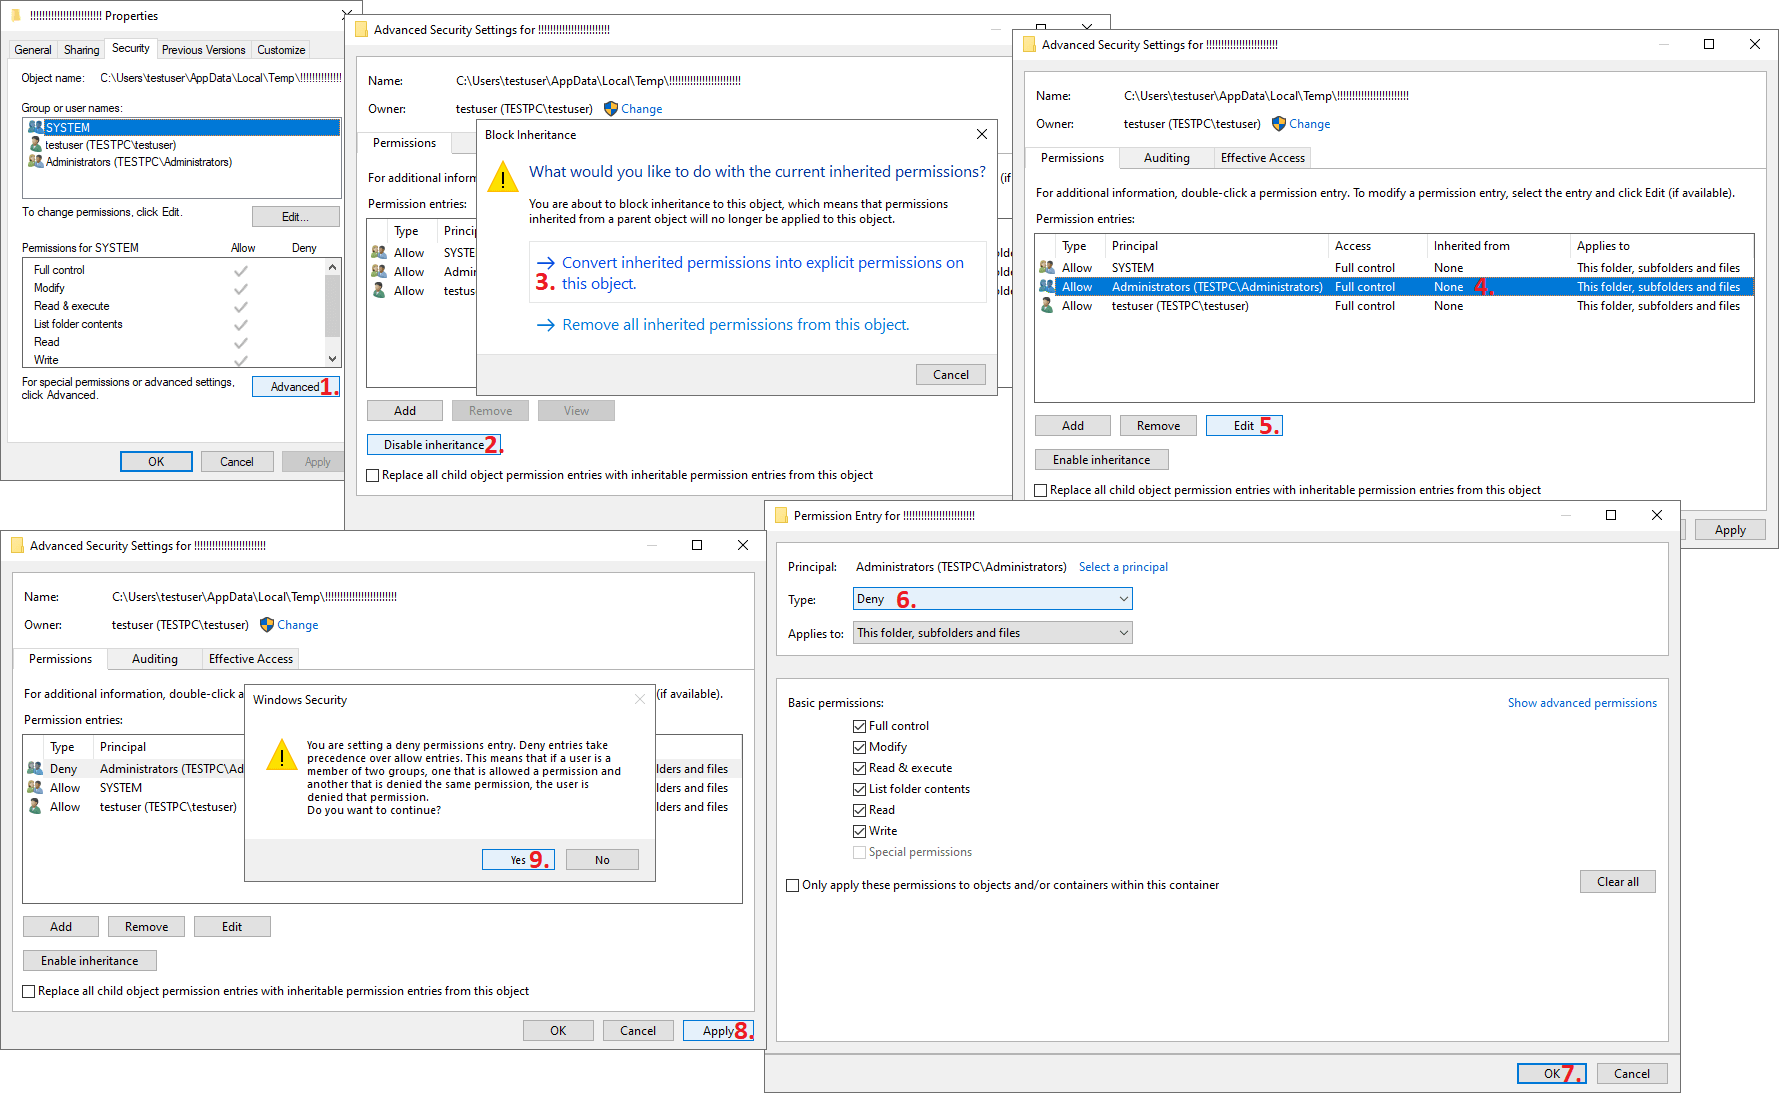 !!!!!!!!!!!!!!!!!!!!!!!! Properties
General Sharing Security Previous Versions Customize
Object name: C:\Users\testuser\AppData\Local\Temp\!!!!!!!!!!!!!!
Group or user names:
SYSTEM
testuser (TESTPC\testuser)
Administrators (TESTPC\Administrators)
To change permissions, click Edit.
Edit...
Permissions for SYSTEM Allow Deny
Full control
Modify
Read & execute
List folder contents
Read
Write
For special permissions or advanced settings, click Advanced.
Advanced 1.
OK Cancel Apply
Advanced Security Settings for !!!!!!!!!!!!!!!!!!!!!!!!
Name: C:\Users\testuser\AppData\Local\Temp\!!!!!!!!!!!!!!!!!!!!!!!!
Owner: testuser (TESTPC\testuser) Change
Permissions
For additional inform
(if
Permission entries:
Type Princip
Allow SYSTE
Allow Admin
Allow testus
Block Inheritance
What would you like to do with the current inherited permissions?
You are about to block inheritance to this object, which means that permissions
inherited from a parent object will no longer be applied to this object.
Convert inherited permissions into explicit permissions on
3. this object.
Remove all inherited permissions from this object.
Cancel
Add Remove View
Disable inheritance 2.
Replace all child object permission entries with inheritable permission entries from this object
Advanced Security Settings for !!!!!!!!!!!!!!!!!!!!!!!!
Name: C:\Users\testuser\AppData\Local\Temp\!!!!!!!!!!!!!!!!!!!!!!!!
Owner: testuser (TESTPC\testuser) Change
Permissions Auditing Effective Access
For additional information, double-click a permission entry. To modify a permission entry, select the entry and click Edit (if available).
Permission entries:
Type Principal Access Inherited from Applies to
Allow SYSTEM Full control None This folder, subfolders and files
Allow Administrators (TESTPC\Administrators) Full control None 4. This folder, subfolders and files
Allow testuser (TESTPC\testuser) Full control None This folder, subfolders and files
Add Remove Edit 5.
Enable inheritance
Replace all child object permission entries with inheritable permission entries from this object
Apply
Permission Entry for !!!!!!!!!!!!!!!!!!!!!!!!
Principal: Administrators (TESTPC\Administrators) Select a principal
Type: Deny 6.
Applies to: This folder, subfolders and files
Basic permissions: Show advanced permissions
Full control
Modify
Read & execute
List folder contents
Read
Write
Special permissions
Only apply these permissions to objects and/or containers within this container
Clear all
OK 7. Cancel
Advanced Security Settings for !!!!!!!!!!!!!!!!!!!!!!!!
Name: C:\Users\testuser\AppData\Local\Temp\!!!!!!!!!!!!!!!!!!!!!!!!
Owner: testuser (TESTPC\testuser) Change
Permissions Auditing Effective Access
For additional information, double-click a
(if available).
Permission entries:
Type Principal
Deny Administrators (TESTPC\Ad
lders and files
Allow SYSTEM
lders and files
Allow testuser (TESTPC\testuser)
lders and files
Windows Security
You are setting a deny permissions entry. Deny entries take
precedence over allow entries. This means that if a user is a
member of two groups, one that is allowed a permission and
another that is denied the same permission, the user is
denied that permission.
Do you want to continue?
Yes 9. No
Add Remove Edit
Enable inheritance
Replace all child object permission entries with inheritable permission entries from this object
OK Cancel Apply 8.